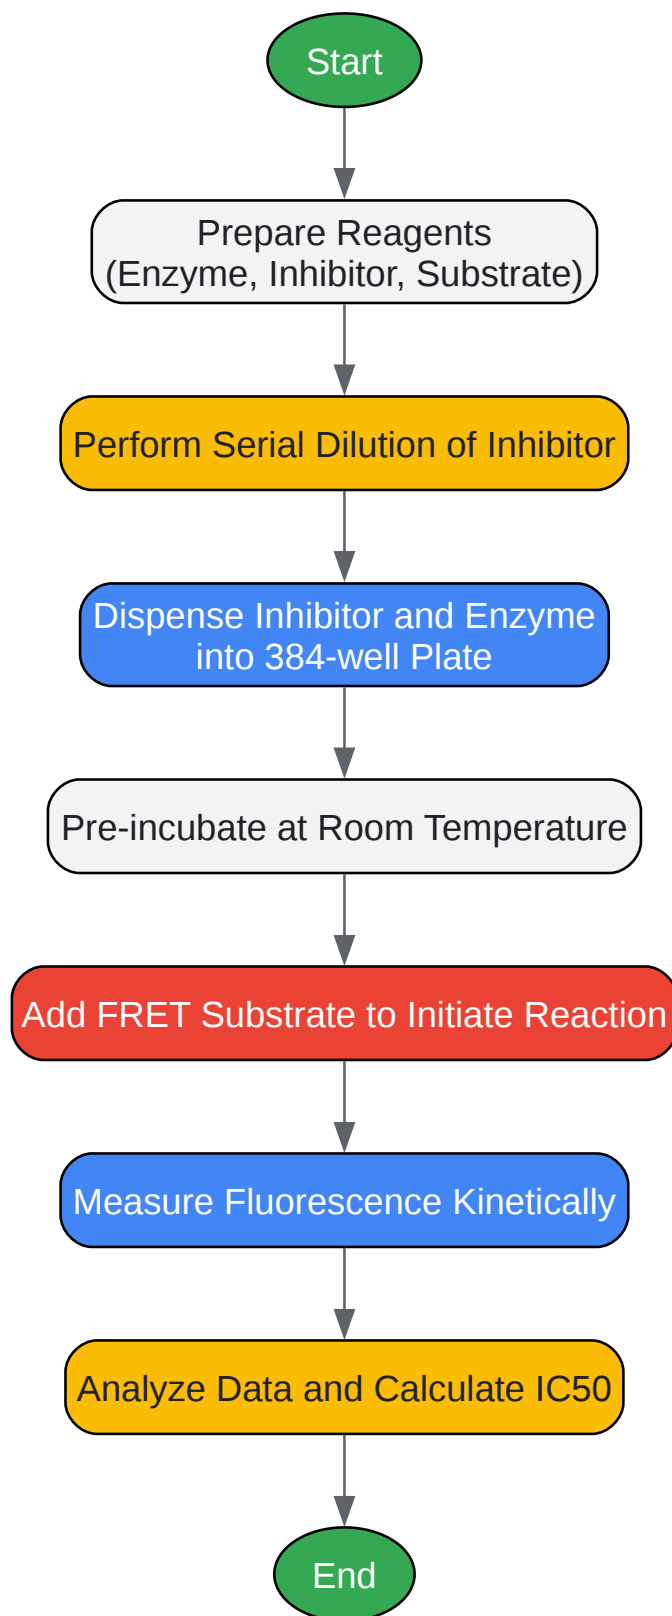 Start
Prepare Reagents
(Enzyme, Inhibitor, Substrate)
Perform Serial Dilution of Inhibitor
Dispense Inhibitor and Enzyme
into 384-well Plate
Pre-incubate at Room Temperature
Add FRET Substrate to Initiate Reaction
Measure Fluorescence Kinetically
Analyze Data and Calculate IC50
End